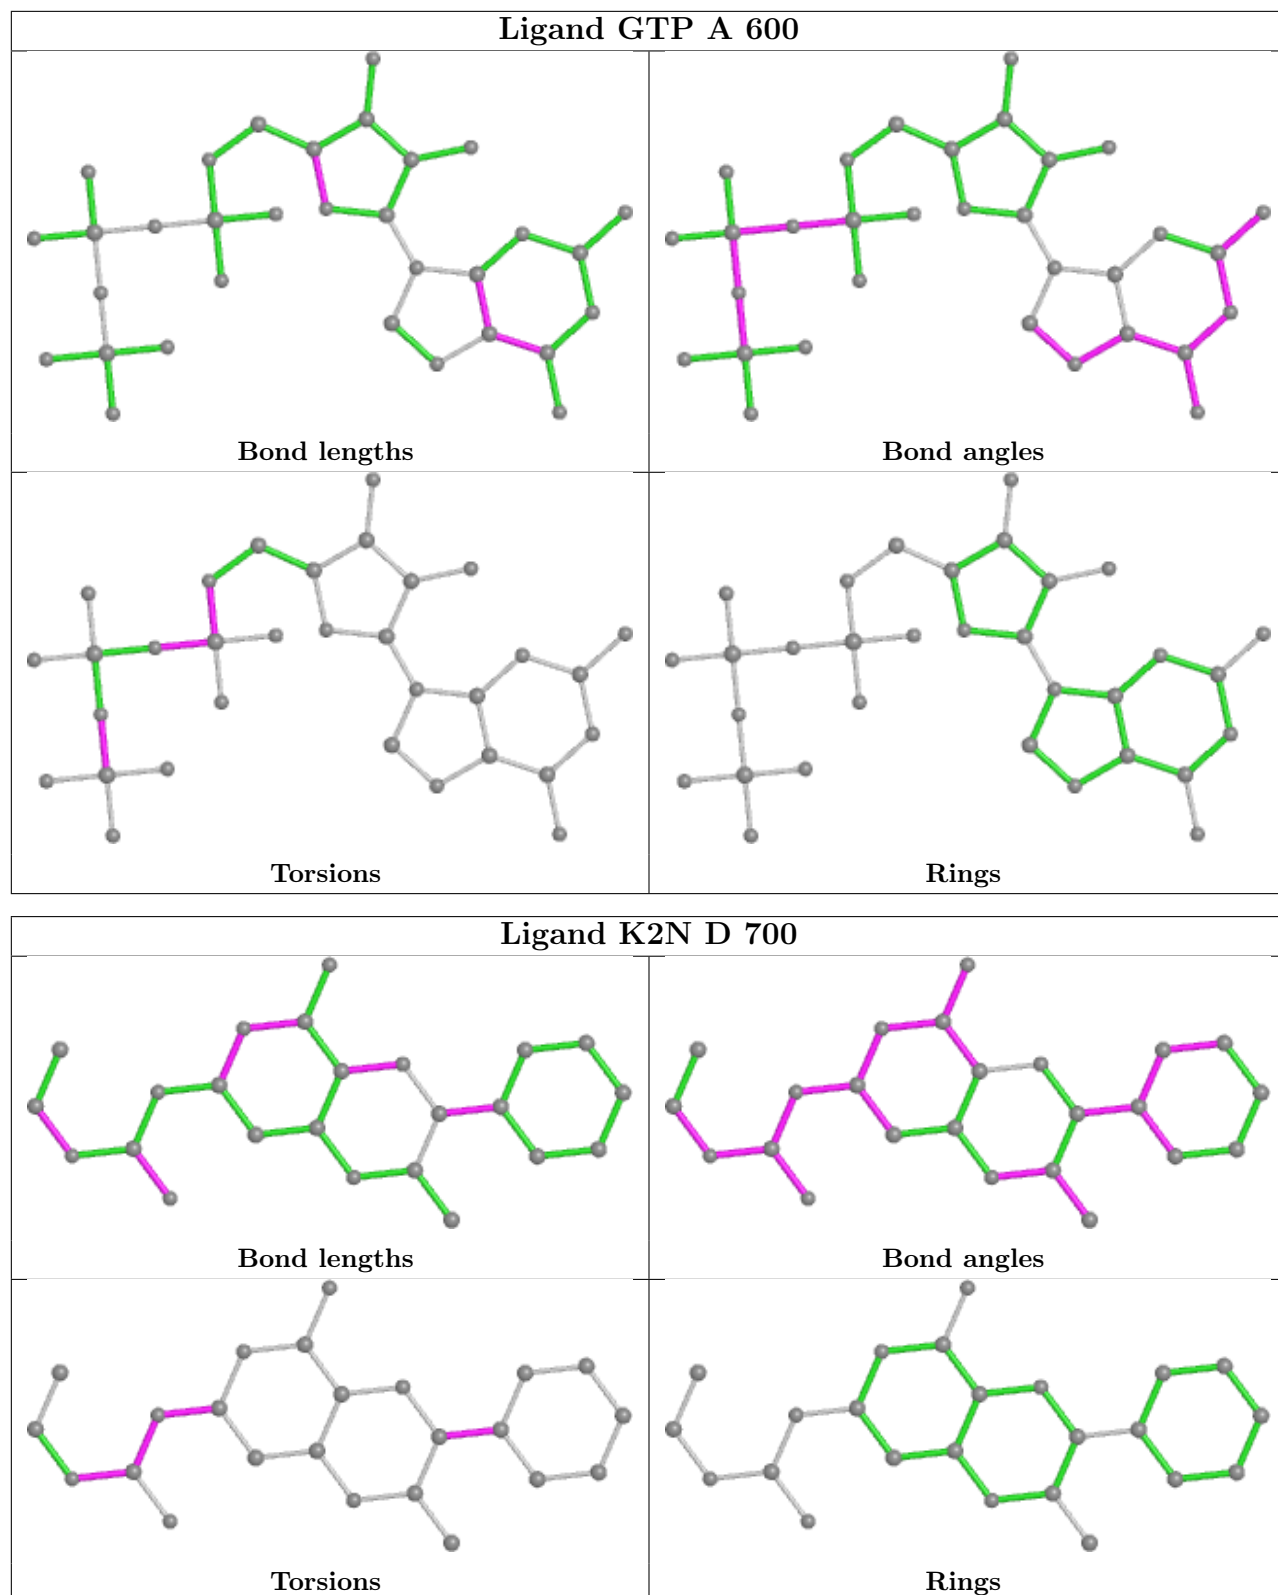 Ligand GTP A 600
Bond lengths
Bond angles
Torsions
Rings
Ligand K2N D 700
Bond lengths
Bond angles
Torsions
Rings